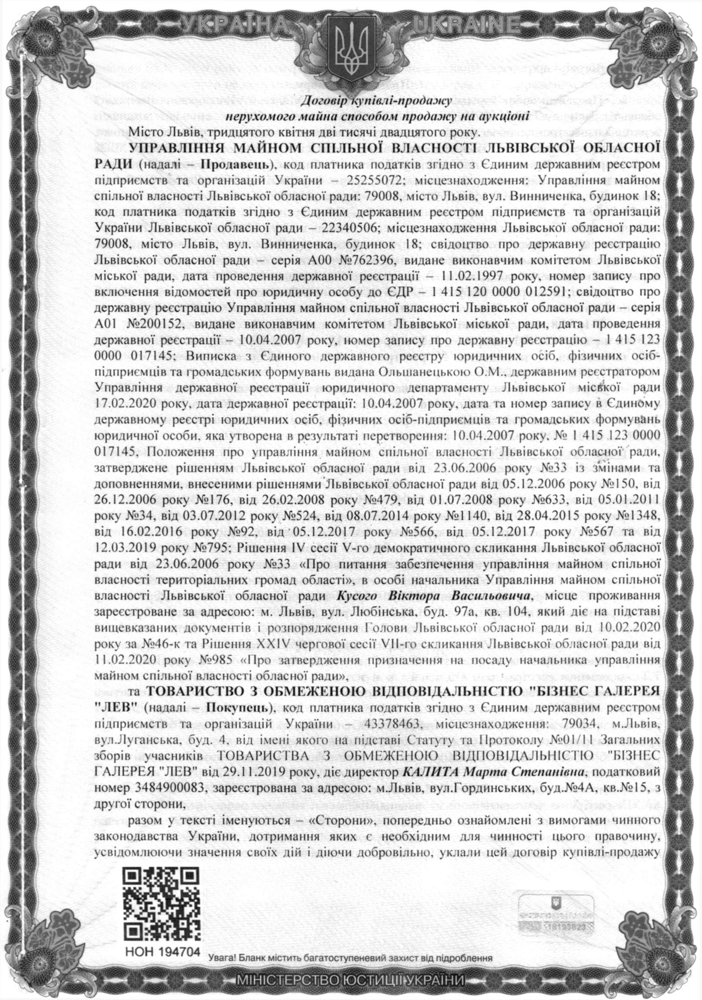 УКРАЇНА
UKRAINE
Договір купівлі-продажу
нерухомого майна способом продажу на аукціоні
Місто Львів, тридцятого квітня дві тисячі двадцятого року.
УПРАВЛІННЯ МАЙНОМ СПІЛЬНОЇ ВЛАСНОСТІ ЛЬВІВСЬКОЇ ОБЛАСНОЇ
РАДИ (надалі – Продавець), код платника податків згідно з Єдиним державним реєстром
підприємств та організацій України – 25255072; місцезнаходження: Управління майном
спільної власності Львівської обласної ради: 79008, місто Львів, вул. Винниченка, будинок 18;
код платника податків згідно з Єдиним державним реєстром підприємств та організацій
України Львівської обласної ради – 22340506; місцезнаходження Львівської обласної ради:
79008, місто Львів, вул. Винниченка, будинок 18; свідоцтво про державну реєстрацію
Львівської обласної ради – серія А00 №762396, видане виконавчим комітетом Львівської
міської ради, дата проведення державної реєстрації – 11.02.1997 року, номер запису про
включення відомостей про юридичну особу до ЄДР – 1 415 120 0000 012591; свідоцтво про
державну реєстрацію Управління майном спільної власності Львівської обласної ради – серія
А01 №200152, видане виконавчим комітетом Львівської міської ради, дата проведення
державної реєстрації – 10.04.2007 року, номер запису про державну реєстрацію – 1 415 123
0000 017145; Виписка з Єдиного державного реєстру юридичних осіб, фізичних осіб-
підприємців та громадських формувань видана Ольшанецькою О.М., державним реєстратором
Управління державної реєстрації юридичного департаменту Львівської міської ради
17.02.2020 року, дата державної реєстрації: 10.04.2007 року, дата та номер запису в Єдиному
державному реєстрі юридичних осіб, фізичних осіб-підприємців та громадських формувань
юридичної особи, яка утворена в результаті перетворення: 10.04.2007 року, № 1 415 123 0000
017145, Положення про управління майном спільної власності Львівської обласної ради,
затверджене рішенням Львівської обласної ради від 23.06.2006 року №33 із змінами та
доповненнями, внесеними рішеннями Львівської обласної ради від 05.12.2006 року №150, від
26.12.2006 року №176, від 26.02.2008 року №479, від 01.07.2008 року №633, від 05.01.2011
року №34, від 03.07.2012 року №524, від 08.07.2014 року №1140, від 28.04.2015 року №1348,
від 16.02.2016 року №92, від 05.12.2017 року №566, від 05.12.2017 року №567 та від
12.03.2019 року №795; Рішення IV сесії V-го демократичного скликання Львівської обласної
ради від 23.06.2006 року №33 «Про питання забезпечення управління майном спільної
власності територіальних громад області», в особі начальника Управління майном спільної
власності Львівської обласної ради Кусого Віктора Васильовича, місце проживання
зареєстроване за адресою: м. Львів, вул. Любінська, буд. 97а, кв. 104, який діє на підставі
вищевказаних документів і розпорядження Голови Львівської обласної ради від 10.02.2020
року за №46-к та Рішення XXIV чергової сесії VII-го скликання Львівської обласної ради від
11.02.2020 року №985 «Про затвердження призначення на посаду начальника управління
майном спільної власності обласної ради»,
та ТОВАРИСТВО З ОБМЕЖЕНОЮ ВІДПОВІДАЛЬНІСТЮ "БІЗНЕС ГАЛЕРЕЯ
"ЛЕВ" (надалі – Покупець), код платника податків згідно з Єдиним державним реєстром
підприємств та організацій України – 43378463, місцезнаходження: 79034, м.Львів,
вул.Луганська, буд. 4, від імені якого на підставі Статуту та Протоколу №01/11 Загальних
зборів учасників ТОВАРИСТВА З ОБМЕЖЕНОЮ ВІДПОВІДАЛЬНІСТЮ "БІЗНЕС
ГАЛЕРЕЯ "ЛЕВ" від 29.11.2019 року, діє директор КАЛИТА Марта Степанівна, податковий
номер 3484900083, зареєстрована за адресою: м.Львів, вул.Гординських, буд.№4А, кв.№15, з
другої сторони,
разом у тексті іменуються – «Сторони», попередньо ознайомлені з вимогами чинного
законодавства України, дотримання яких є необхідним для чинності цього правочину,
усвідомлюючи значення своїх дій і діючи добровільно, уклали цей договір купівлі-продажу
18193823
НОН 194704
Увага! Бланк містить багатоступеневий захист від підроблення
МІНІСТЕРСТВО ЮСТИЦІЇ УКРАЇНИ